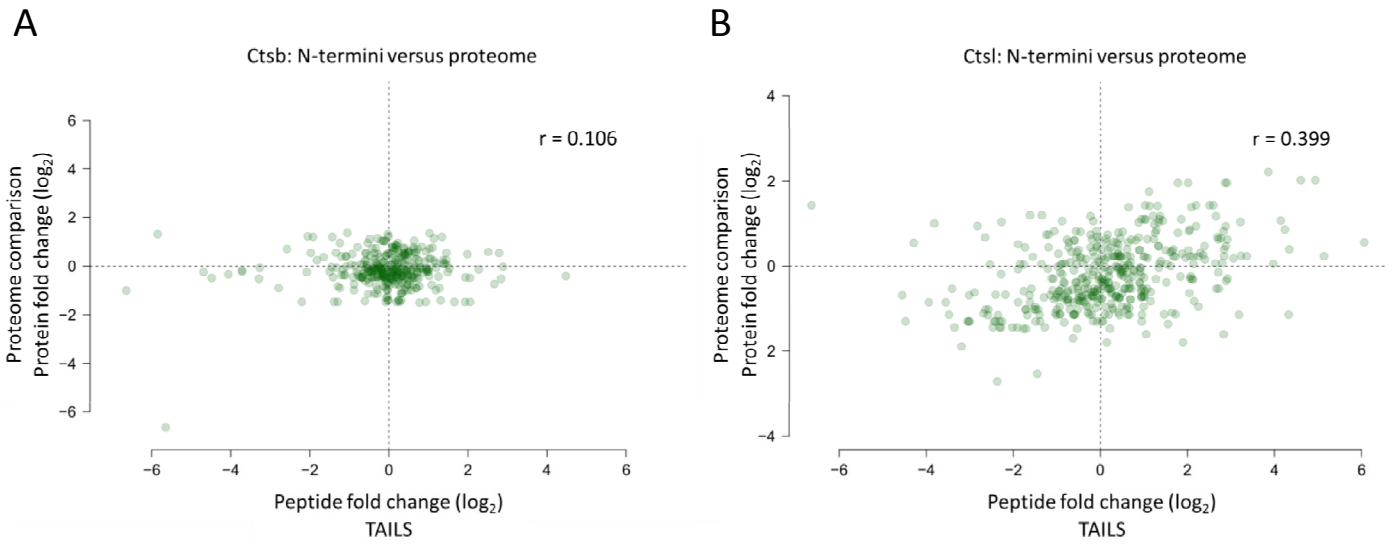 A
Ctsb: N-termini versus proteome
r = 0.106
Proteome comparison
Protein fold change (log2)
6
4
2
0
−2
−4
−6
−6
−4
−2
0
2
4
6
Peptide fold change (log2)
TAILS
B
Ctsl: N-termini versus proteome
r = 0.399
Proteome comparison
Protein fold change (log2)
4
2
0
2
−4
−6
−4
−2
0
2
4
6
Peptide fold change (log2)
TAILS